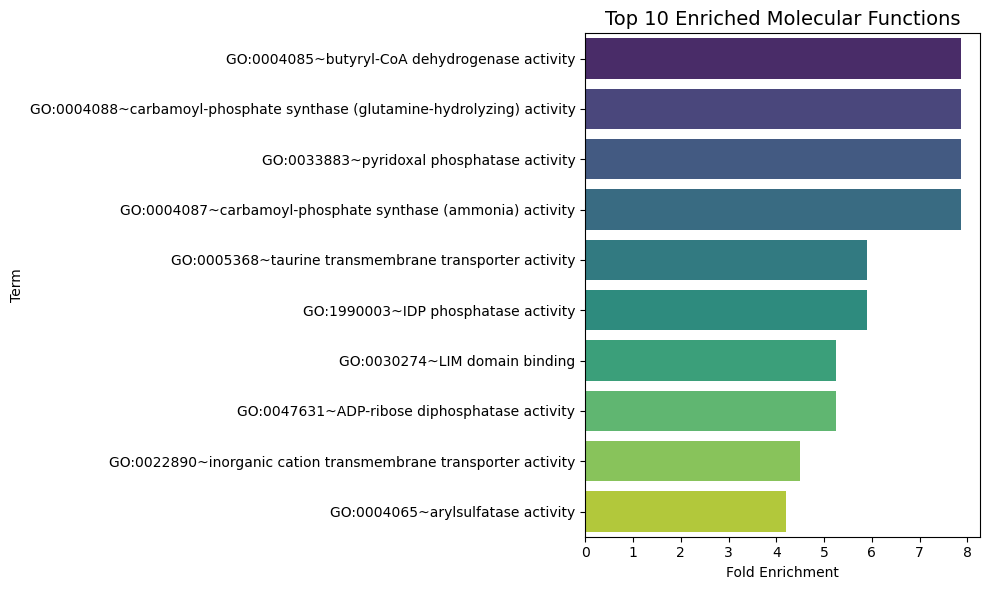 Top 10 Enriched Molecular Functions
GO:0004085~butyryl-CoA dehydrogenase activity
GO:0004088~carbamoyl-phosphate synthase (glutamine-hydrolyzing) activity
GO:0033883~pyridoxal phosphatase activity
GO:0004087~carbamoyl-phosphate synthase (ammonia) activity
GO:0005368~taurine transmembrane transporter activity
GO:1990003~IDP phosphatase activity
GO:0030274~LIM domain binding
GO:0047631~ADP-ribose diphosphatase activity
GO:0022890~inorganic cation transmembrane transporter activity
GO:0004065~arylsulfatase activity
Term
0 1 2 3 4 5 6 7 8
Fold Enrichment